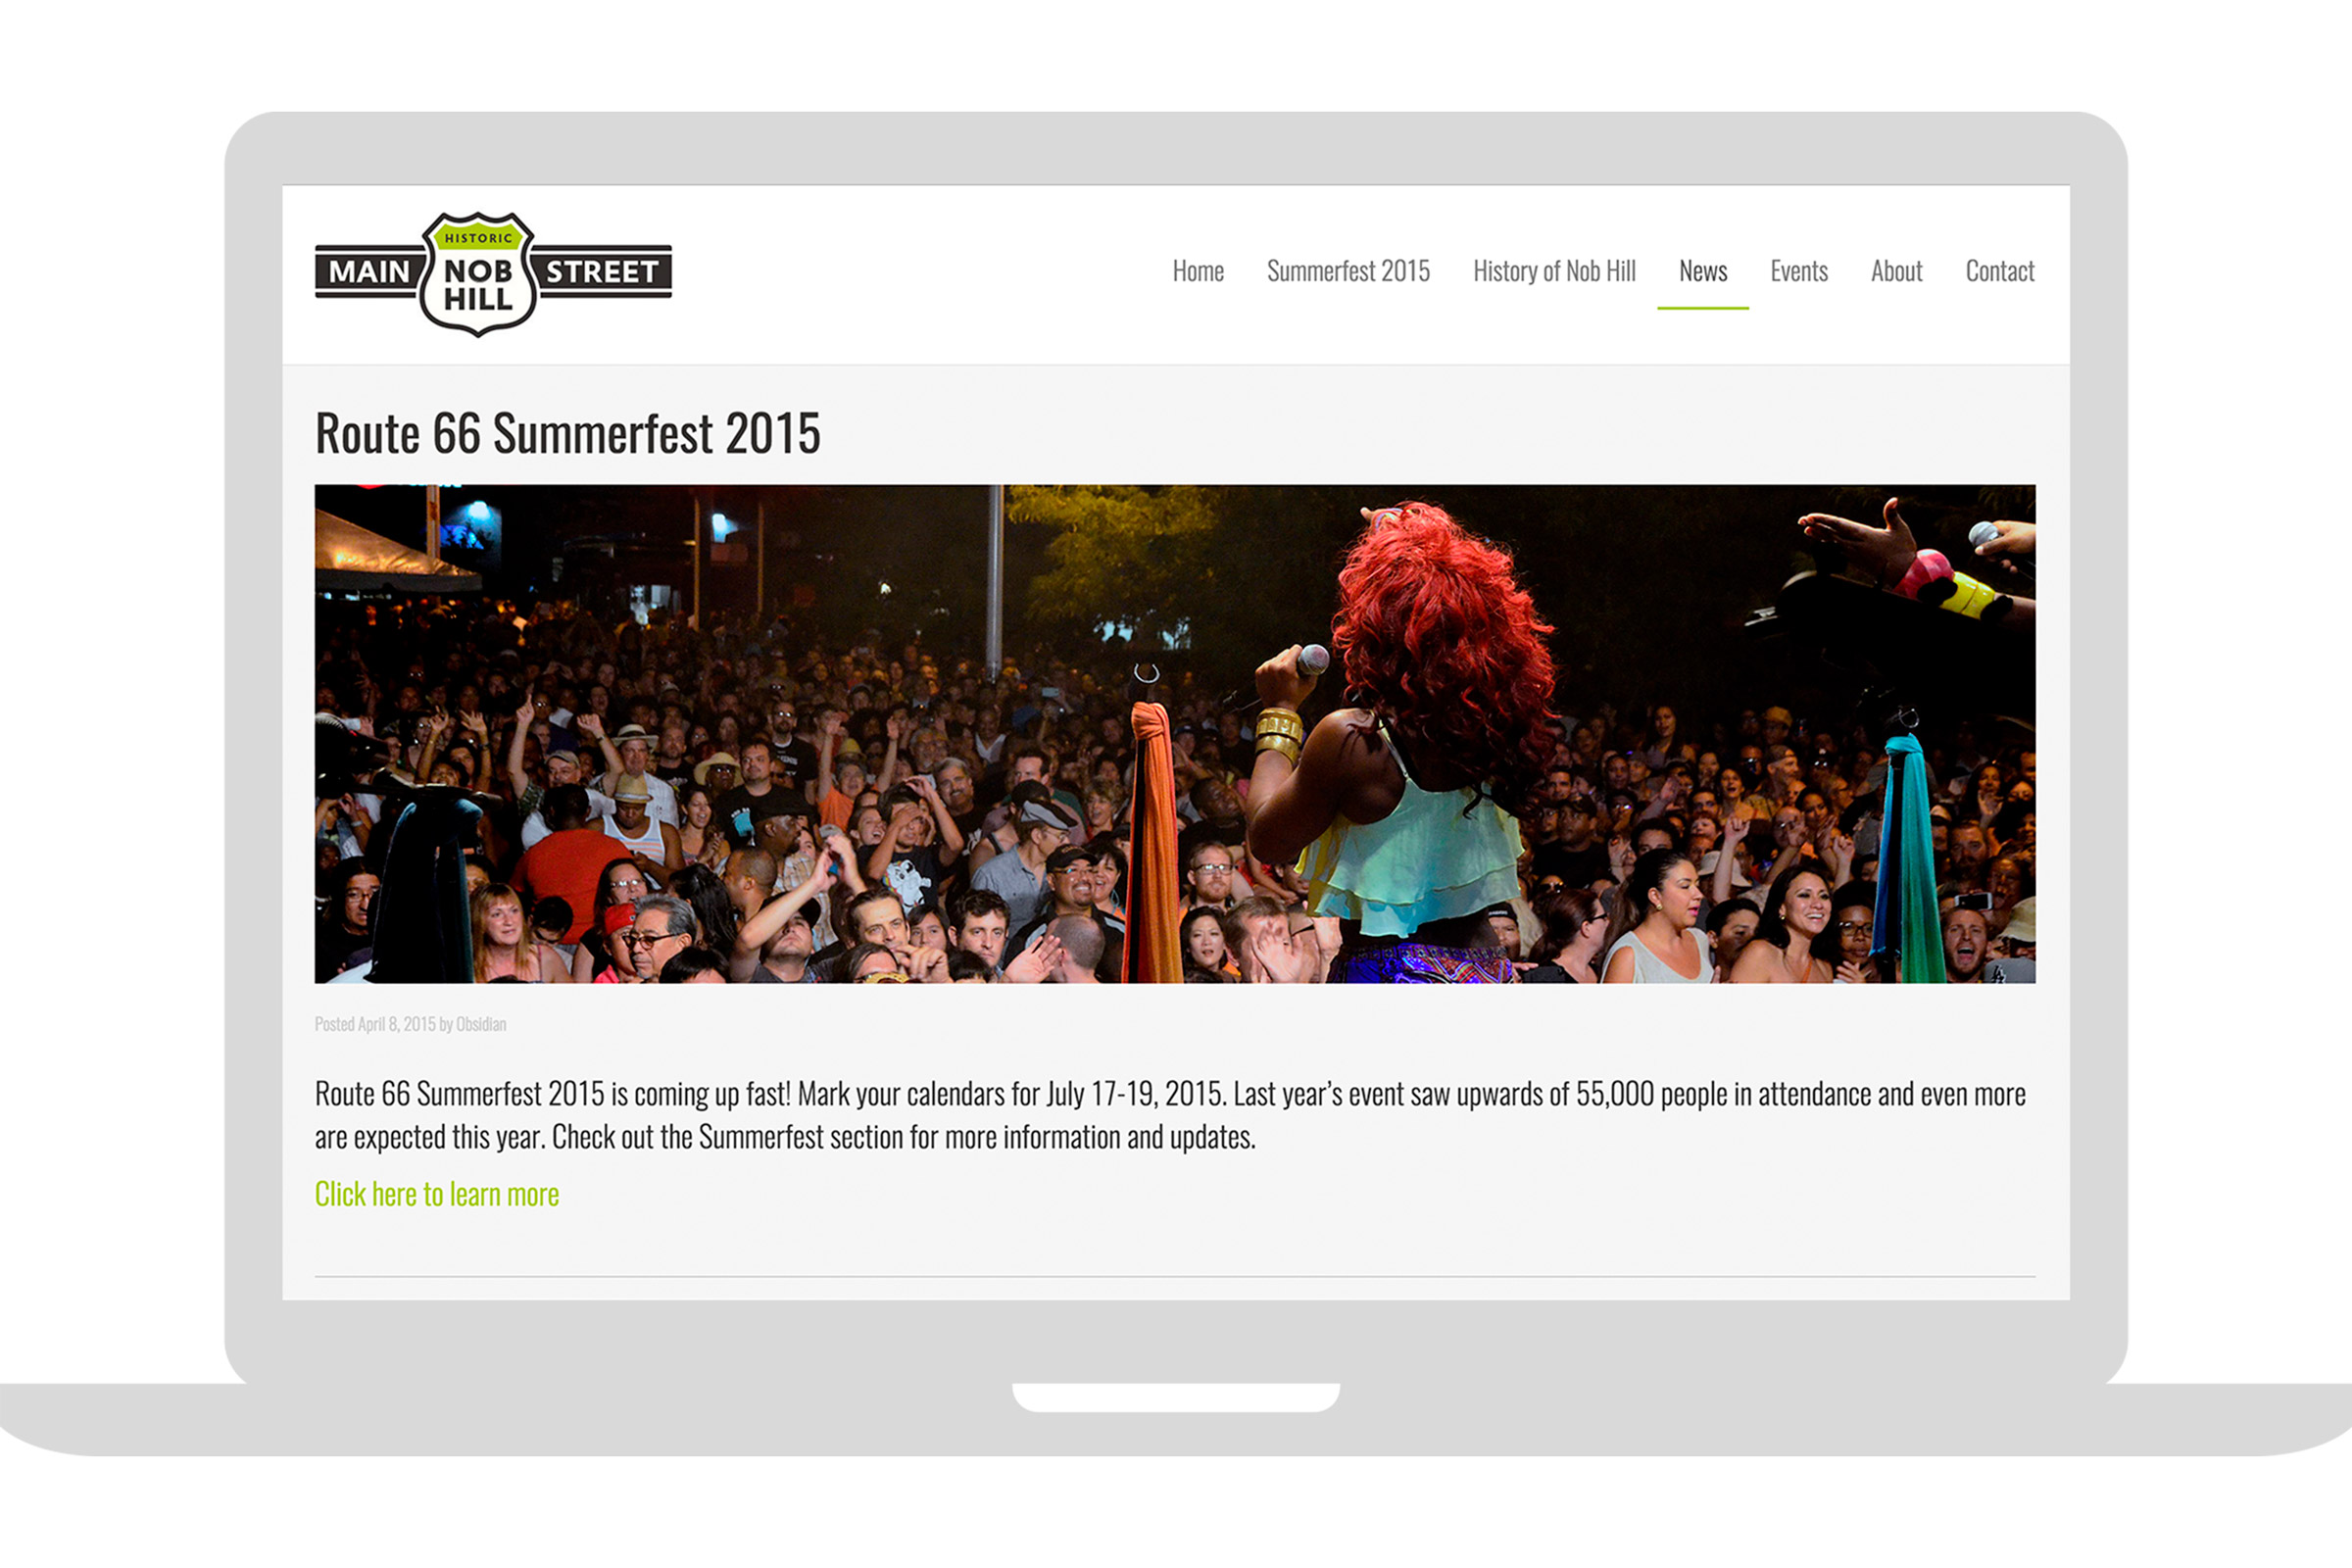 HISTORIC
MAIN NOB STREET
HILL
Home Summerfest 2015 History of Nob Hill News Events About Contact
Route 66 Summerfest 2015
Posted April 8, 2015 by Obsidian
Route 66 Summerfest 2015 is coming up fast! Mark your calendars for July 17-19, 2015. Last year’s event saw upwards of 55,000 people in attendance and even more
are expected this year. Check out the Summerfest section for more information and updates.
Click here to learn more